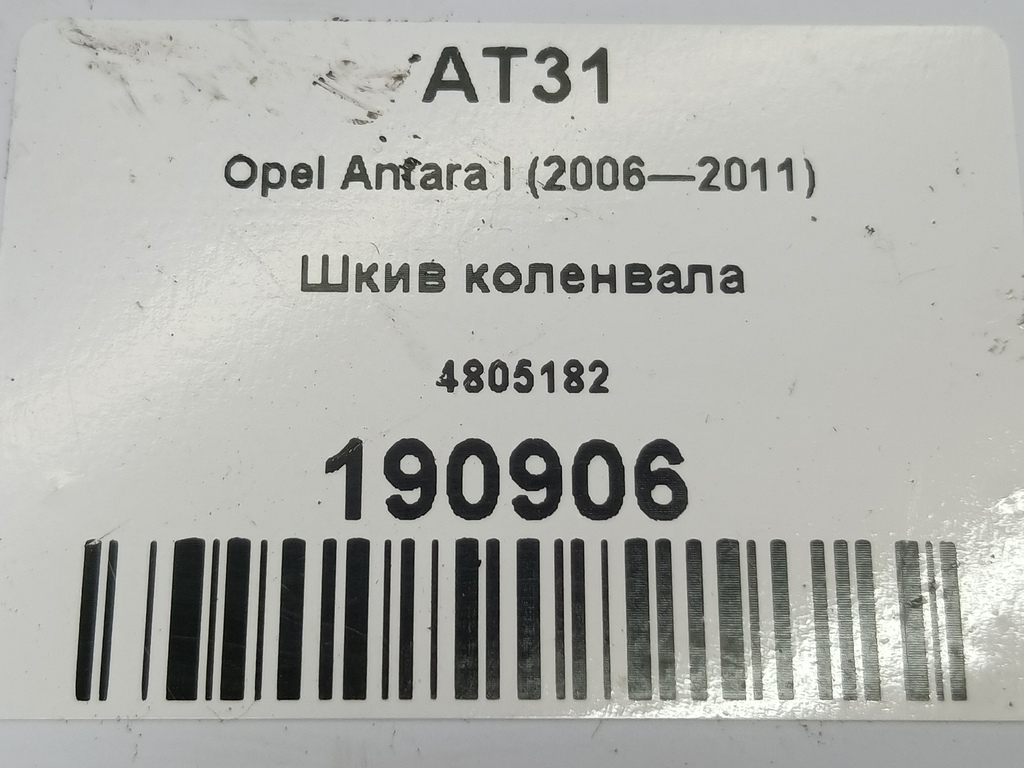 AT31
Opel Antara I (2006—2011)
Шкив коленвала
4805182
190906